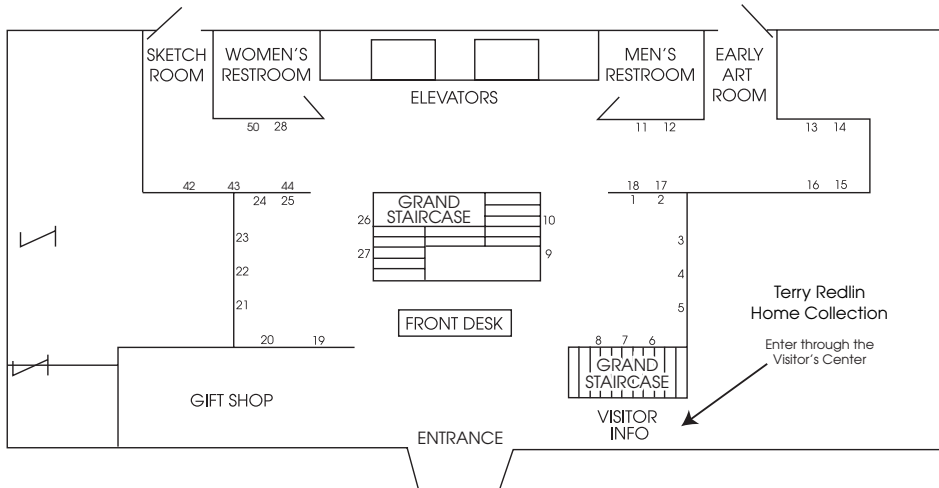 SKETCH
ROOM
WOMEN'S
RESTROOM
ELEVATORS
MEN'S
RESTROOM
EARLY
ART
ROOM
50 28
11 12
13 14
42 43 44
24 25
18 17
1 2
16 15
GRAND
STAIRCASE
26
10
27
9
23
22
21
3
4
5
FRONT DESK
Terry Redlin
Home Collection
Enter through the
Visitor's Center
20 19
8 7 6
GRAND
STAIRCASE
GIFT SHOP
VISITOR
INFO
ENTRANCE